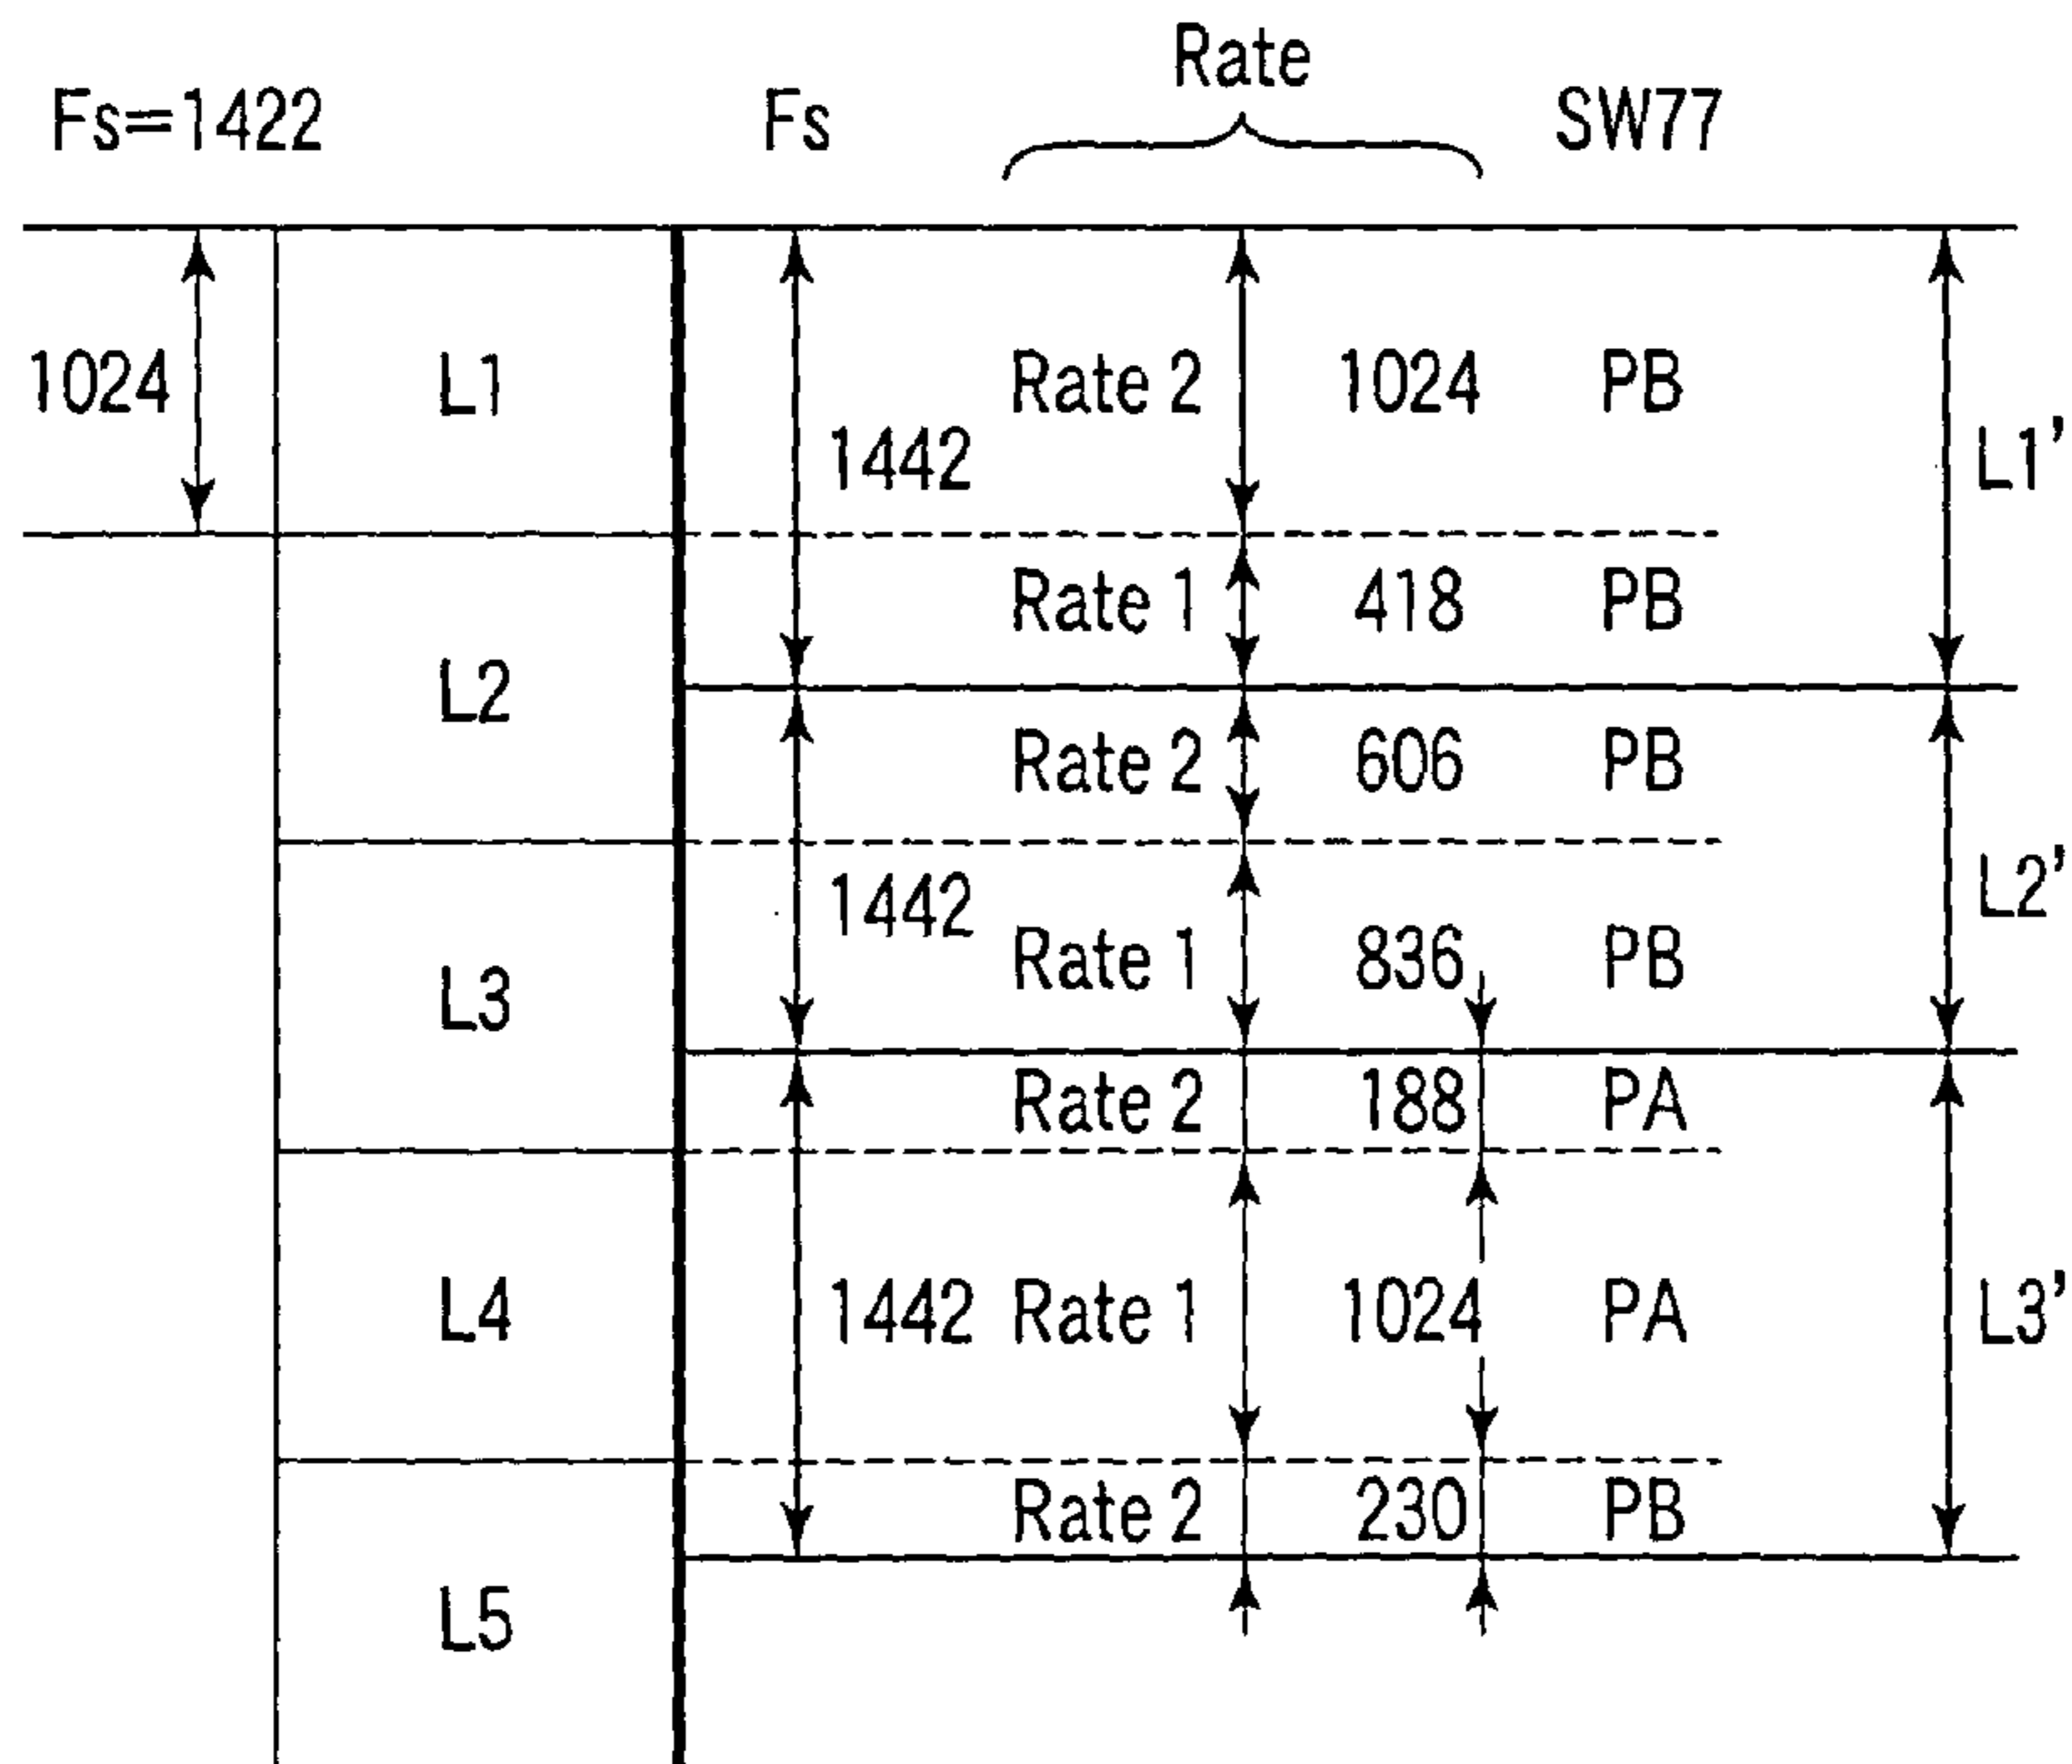 Rate
Fs=1422 Fs SW77
1024 L1 Rate 2 1024 PB
1442 L1'
Rate 1 418 PB
L2
Rate 2 606 PB
1442 L2'
Rate 1 836 PB
L3
Rate 2 188 PA
L4 1442 Rate 1 1024 PA L3'
Rate 2 230 PB
L5